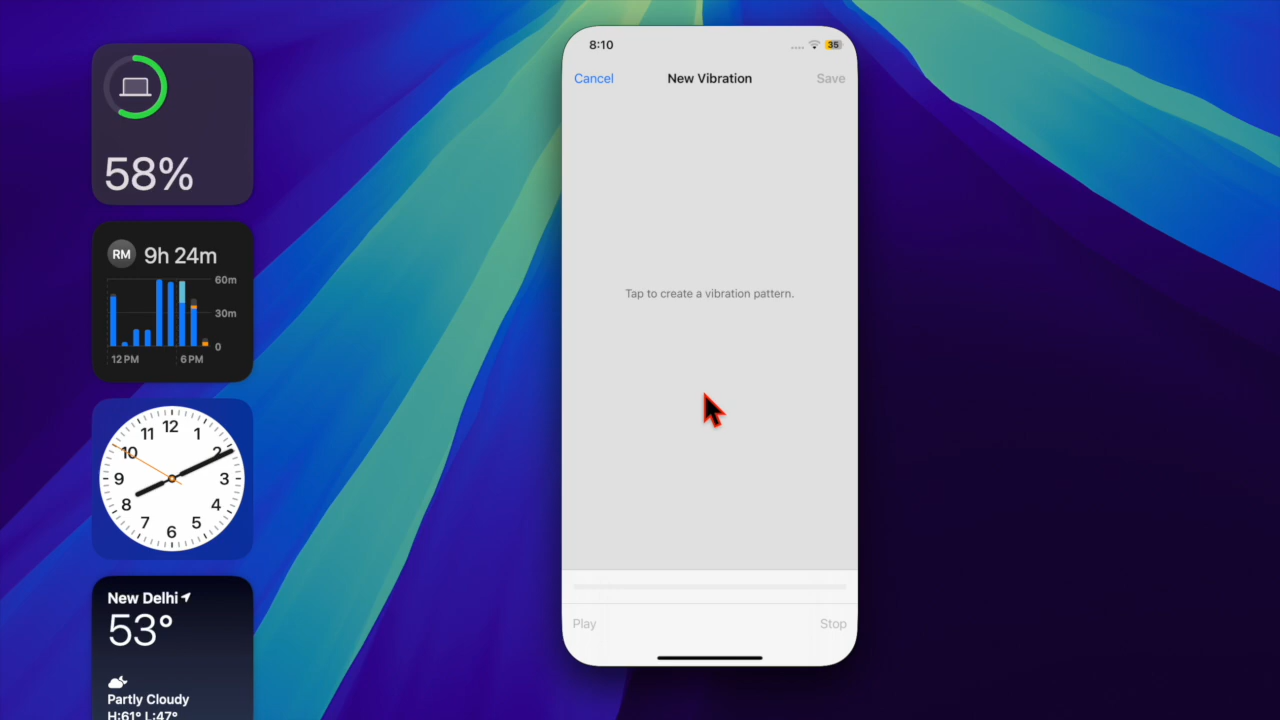 58%
RM 9h 24m
60m
30m
0
12 PM 6 PM
12
1
2
3
4
5
6
7
8
9
10
11
New Delhi
53°
Partly Cloudy
H:61° L:47°
8:10
35
Cancel New Vibration Save
Tap to create a vibration pattern.
Play Stop